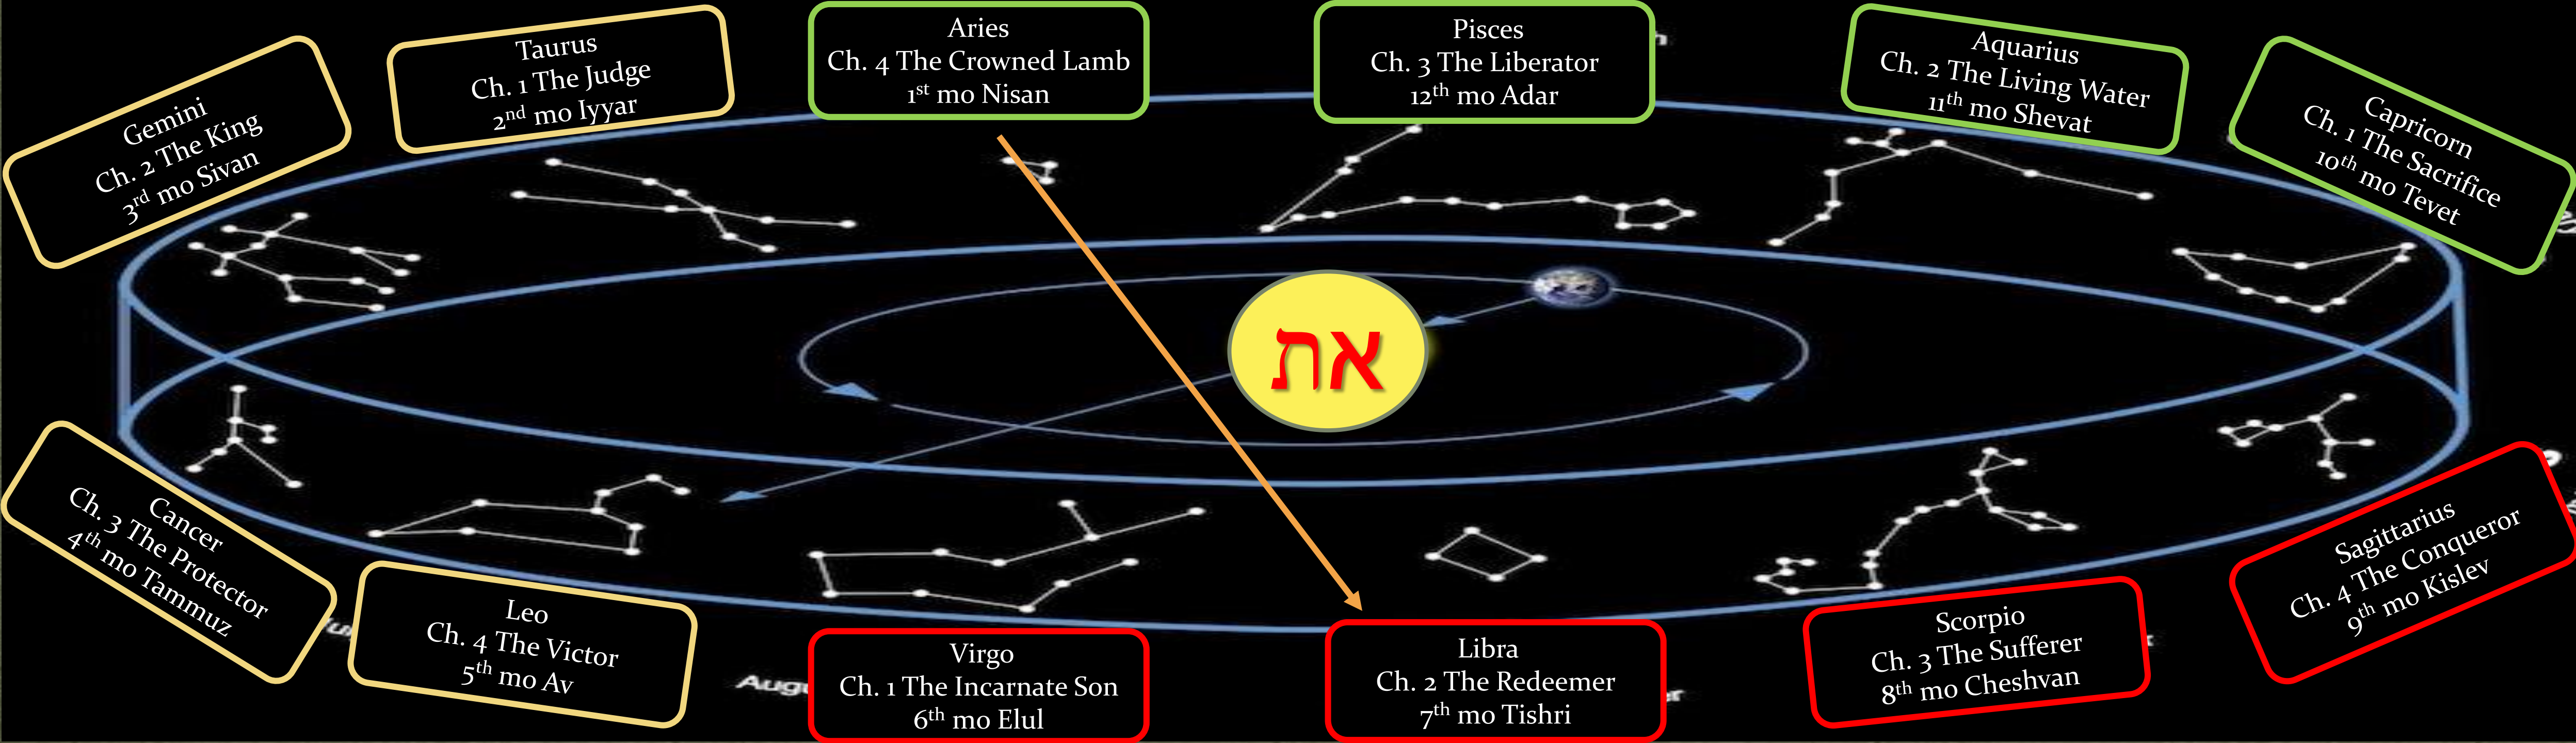 Gemini
Ch. 2 The King
3rd mo Sivan
Taurus
Ch. 1 The Judge
2nd mo Iyyar
Aries
Ch. 4 The Crowned Lamb
1st mo Nisan
Pisces
Ch. 3 The Liberator
12th mo Adar
Aquarius
Ch. 2 The Living Water
11th mo Shevat
Capricorn
Ch. 1 The Sacrifice
10th mo Tevet
את
Cancer
Ch. 3 The Protector
4th mo Tammuz
Leo
Ch. 4 The Victor
5th mo Av
Virgo
Ch. 1 The Incarnate Son
6th mo Elul
Libra
Ch. 2 The Redeemer
7th mo Tishri
Scorpio
Ch. 3 The Sufferer
8th mo Cheshvan
Sagittarius
Ch. 4 The Conqueror
9th mo Kislev